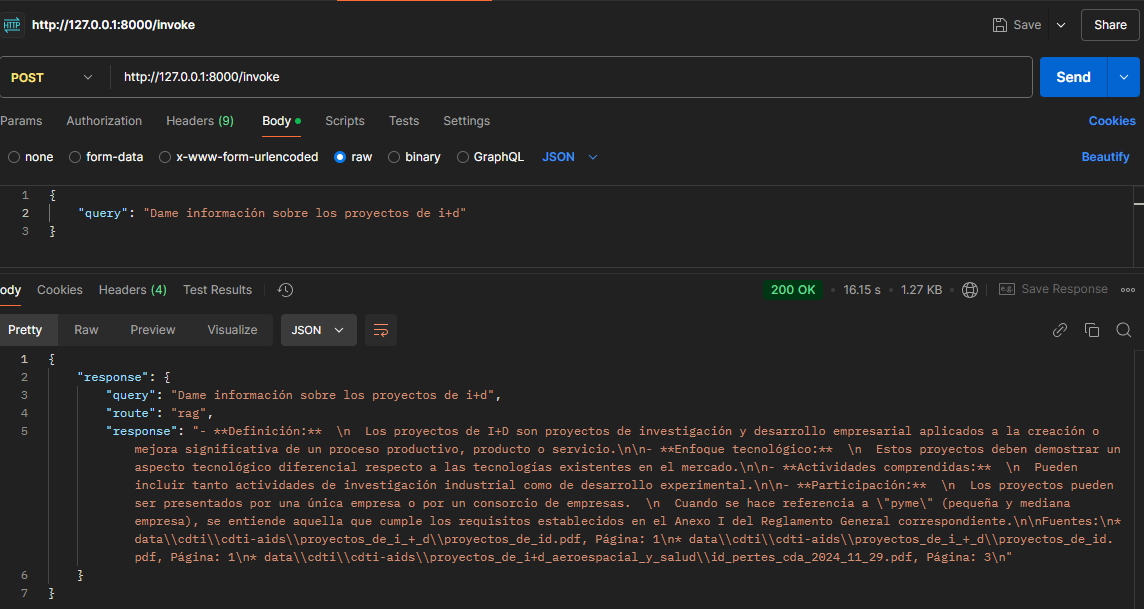 HTTP http://127.0.0.1:8000/invoke Save Share
POST http://127.0.0.1:8000/invoke Send
Params Authorization Headers (9) Body Scripts Tests Settings Cookies
none form-data x-www-form-urlencoded raw binary GraphQL JSON Beautify
1 {
2 "query": "Dame información sobre los proyectos de i+d"
3 }
ody Cookies Headers (4) Test Results 200 OK 16.15 s 1.27 KB e.g. Save Response
Pretty Raw Preview Visualize JSON
1 {
2 "response": {
3 "query": "Dame información sobre los proyectos de i+d",
4 "route": "rag",
5 "response": "- **Definición:**  \n  Los proyectos de I+D son proyectos de investigación y desarrollo empresarial aplicados a la creación o
mejora significativa de un proceso productivo, producto o servicio.\n\n- **Enfoque tecnológico:**  \n  Estos proyectos deben demostrar un
aspecto tecnológico diferencial respecto a las tecnologías existentes en el mercado.\n\n- **Actividades comprendidas:**  \n  Pueden
incluir tanto actividades de investigación industrial como de desarrollo experimental.\n\n- **Participación:**  \n  Los proyectos pueden
ser presentados por una única empresa o por un consorcio de empresas.  \n  Cuando se hace referencia a \"pyme\" (pequeña y mediana
empresa), se entiende aquella que cumple los requisitos establecidos en el Anexo I del Reglamento General correspondiente.\n\nFuentes:\n*
data\\cdti\\cdti-aids\\proyectos_de_i_+_d\\proyectos_de_id.pdf, Página: 1\n* data\\cdti\\cdti-aids\\proyectos_de_i_+_d\\proyectos_de_id.
pdf, Página: 1\n* data\\cdti\\cdti-aids\\proyectos_de_i+d_aeroespacial_y_salud\\id_pertes_cda_2024_11_29.pdf, Página: 3\n"
6 }
7 }